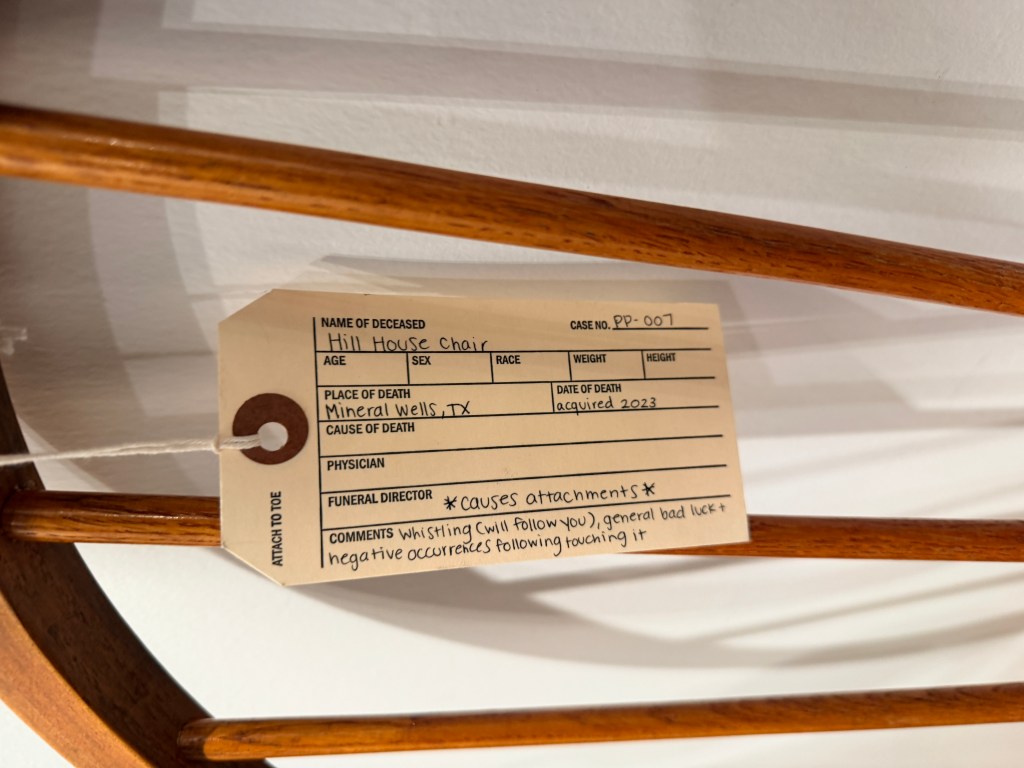 NAME OF DECEASED CASE NO. PP-007
Hill House Chair
AGE SEX RACE WEIGHT HEIGHT
PLACE OF DEATH DATE OF DEATH
Mineral Wells, TX acquired 2023
CAUSE OF DEATH
PHYSICIAN
FUNERAL DIRECTOR *causes attachments*
COMMENTS Whistling (will follow you), general bad luck +
negative occurrences following touching it
ATTACH TO TOE